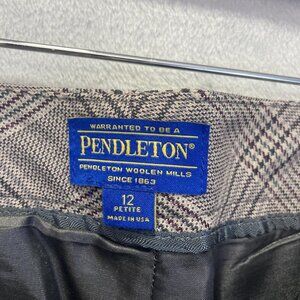 WARRANTED TO BE A
PENDLETON®
PENDLETON WOOLEN MILLS
SINCE 1863
12
PETITE
MADE IN USA